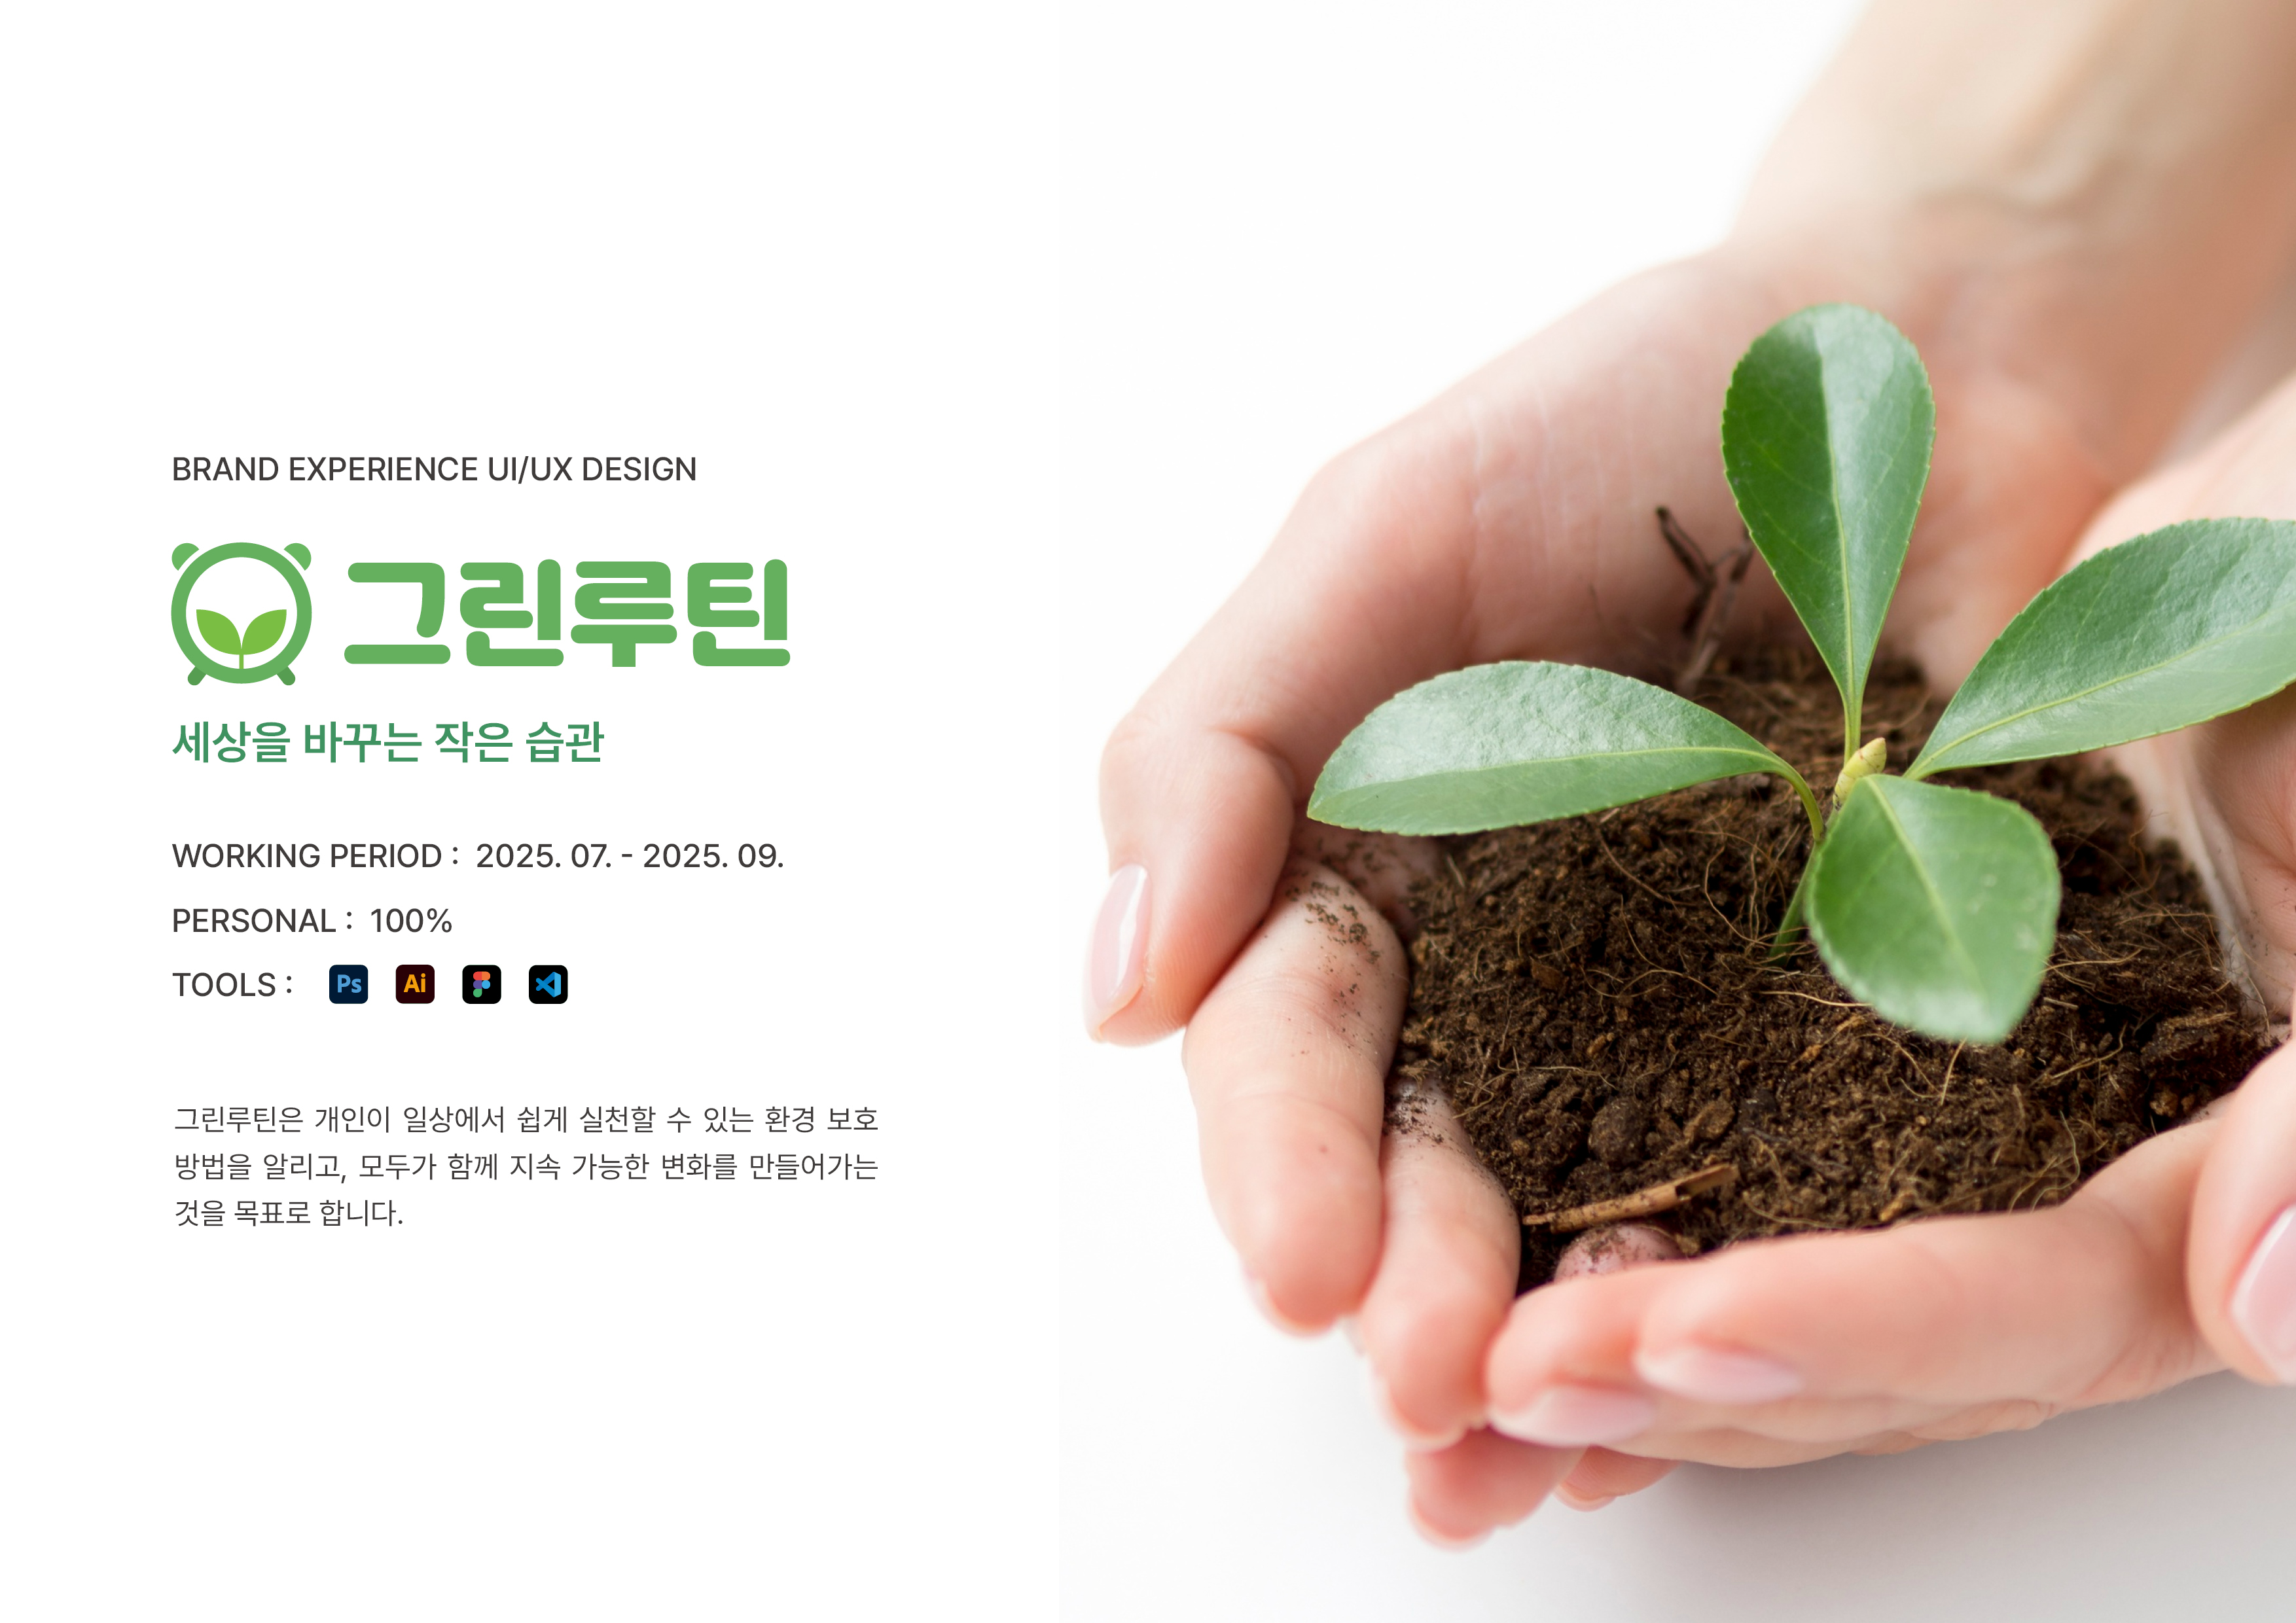 BRAND EXPERIENCE UI/UX DESIGN
그린루틴
세상을 바꾸는 작은 습관
WORKING PERIOD : 2025. 07. - 2025. 09.
PERSONAL : 100%
TOOLS : Ps Ai
그린루틴은 개인이 일상에서 쉽게 실천할 수 있는 환경 보호
방법을 알리고, 모두가 함께 지속 가능한 변화를 만들어가는
것을 목표로 합니다.